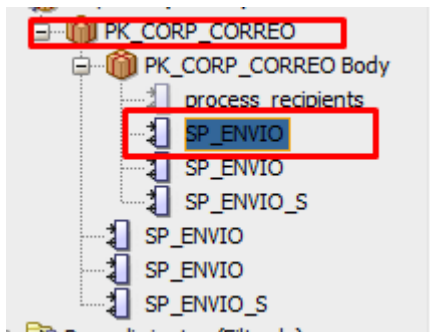 PK_CORP_CORREO
PK_CORP_CORREO Body
process_recipients
SP_ENVIO
SP_ENVIO
SP_ENVIO_S
SP_ENVIO
SP_ENVIO
SP_ENVIO_S